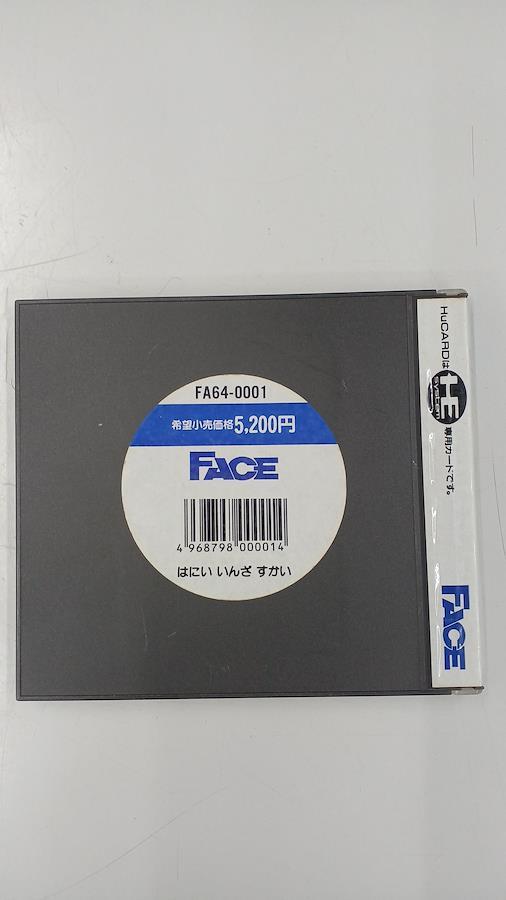 FA64-0001
希望小売価格5,200円
FACE
4 968798 000014
はにい いんざ すかい
HuCARDは
HE
SYSTEM
専用カードです。
FACE